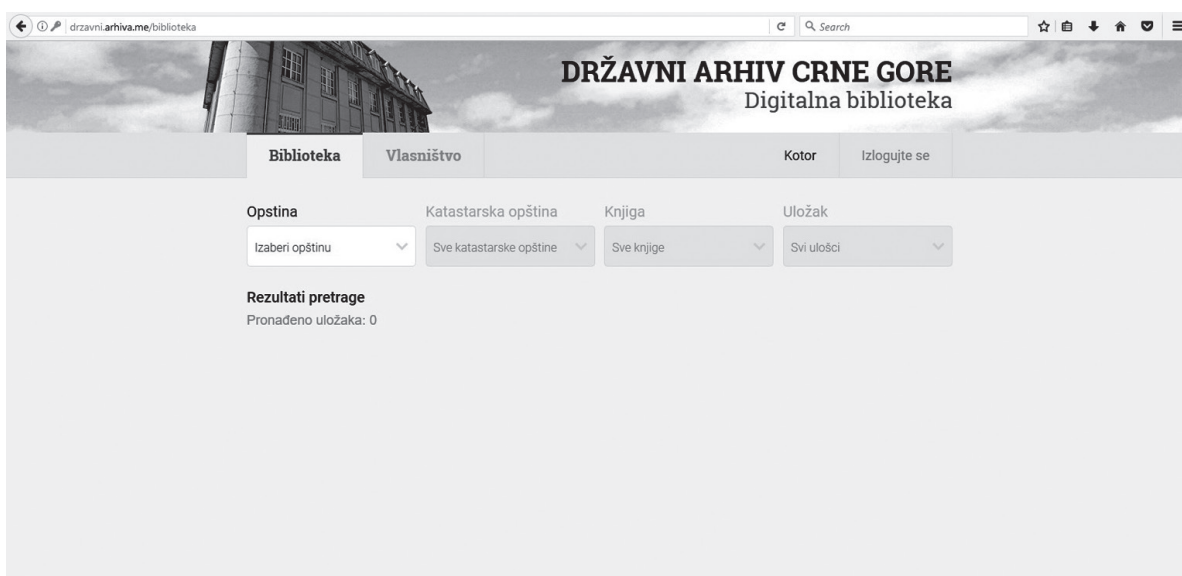 drzavni.arhiva.me/biblioteka
Search
DRŽAVNI ARHIV CRNE GORE
Digitalna biblioteka
Biblioteka Vlasništvo Kotor Izlogujte se
Opstina Katastarska opština Knjiga Uložak
Izaberi opštinu Sve katastarske opštine Sve knjige Svi ulošci
Rezultati pretrage
Pronađeno uložaka: 0